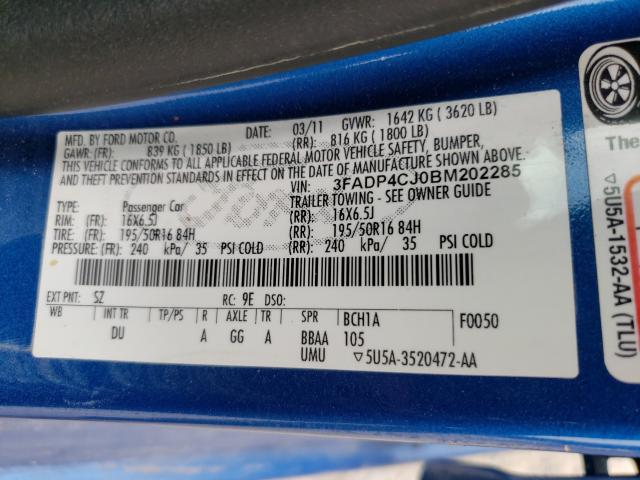 MFD. BY FORD MOTOR CO. DATE: 03/11 GVWR: 1642 KG ( 3620 LB)
GAWR: (FR): 839 KG ( 1850 LB) (RR): 816 KG ( 1800 LB)
THIS VEHICLE CONFORMS TO ALL APPLICABLE FEDERAL MOTOR VEHICLE SAFETY, BUMPER,
AND THEFT PREVENTION STANDARDS IN EFFECT ON THE DATE OF MANUFACTURE SHOWN ABOVE.
VIN: 3FADP4CJ0BM202285
TYPE: Passenger Car TRAILER TOWING - SEE OWNER GUIDE
RIM: (FR) 16X6.5J (RR): 16X6.5J
TIRE: (FR) 195/50R16 84H (RR): 195/50R16 84H
PRESSURE: (FR) 240 kPa/ 35 PSI COLD (RR): 240 kPa/ 35 PSI COLD
EXT PNT: SZ RC: 9E DSO:
WB INT TR TP/PS R AXLE TR SPR BCH1A F0050
DU A GG A BBAA 105
UMU ▽5U5A-3520472-AA
▽5U5A-1532-AA (TLU)